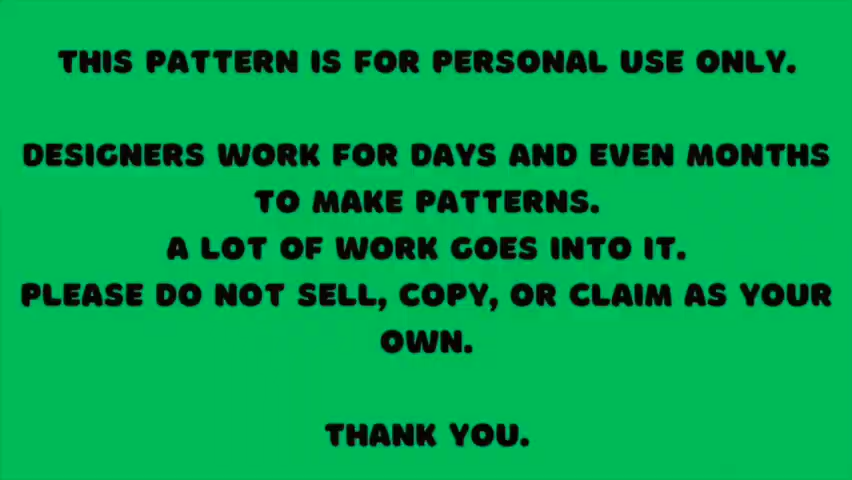 THIS PATTERN IS FOR PERSONAL USE ONLY.
DESIGNERS WORK FOR DAYS AND EVEN MONTHS
TO MAKE PATTERNS.
A LOT OF WORK GOES INTO IT.
PLEASE DO NOT SELL, COPY, OR CLAIM AS YOUR
OWN.
THANK YOU.